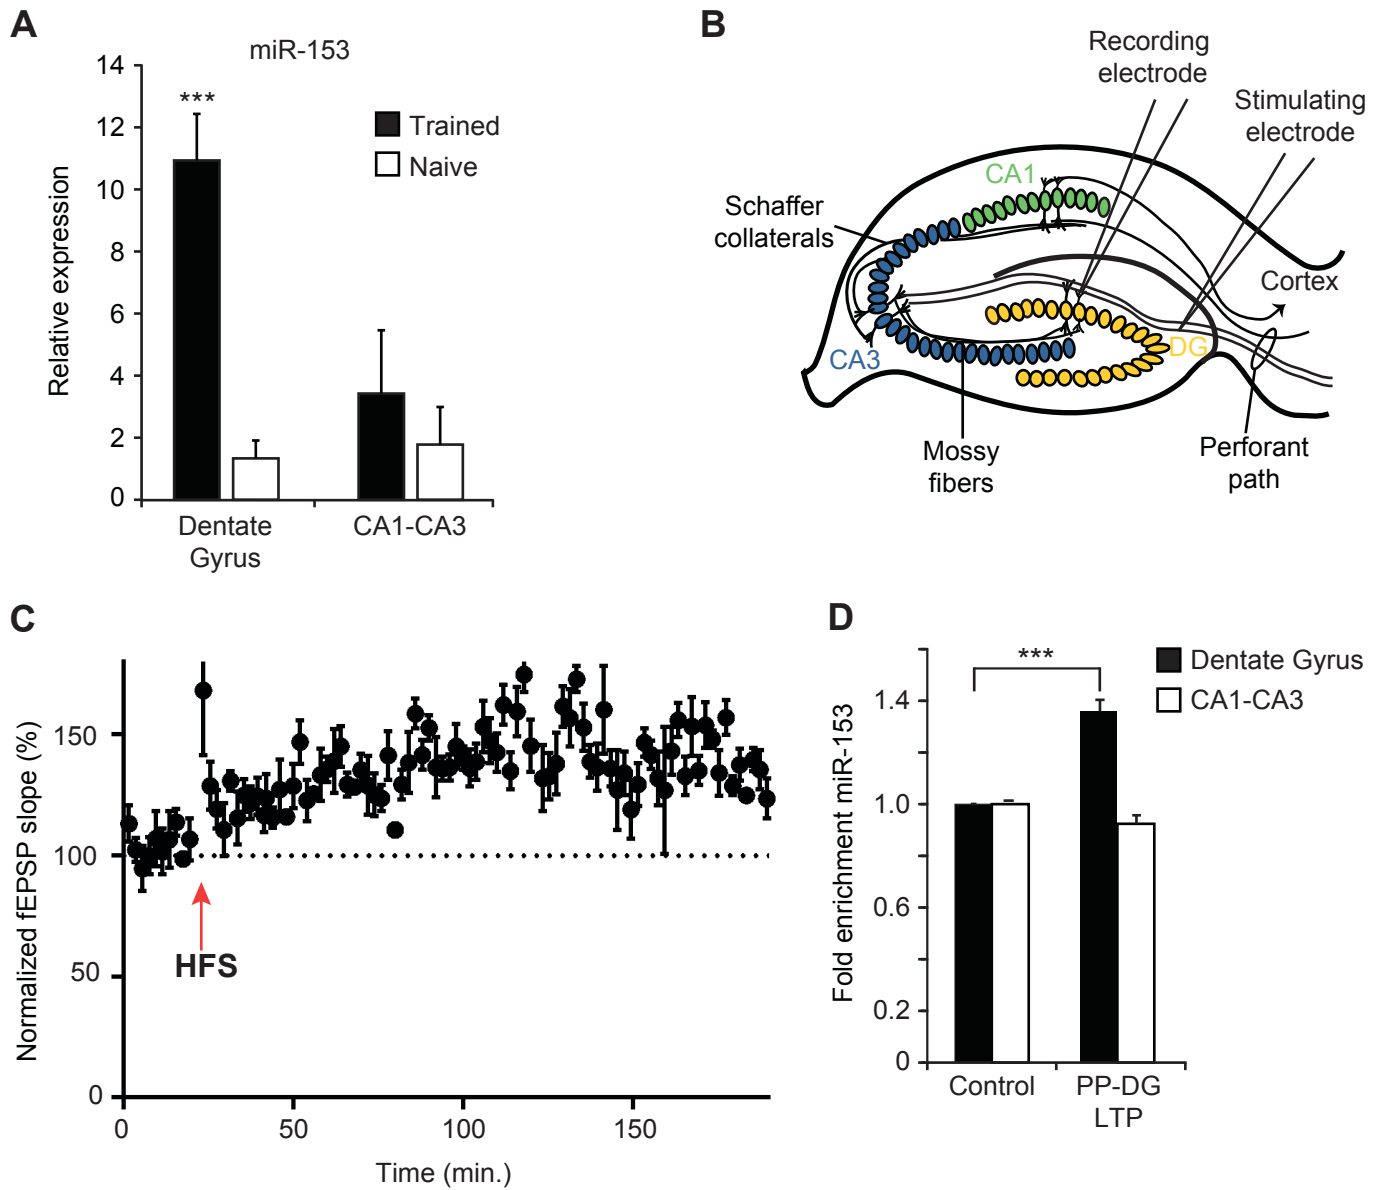 A
miR-153
14
12
10
8
6
4
2
0
Relative expression
***
Trained
Naive
Dentate
Gyrus
CA1-CA3
B
Recording
electrode
Stimulating
electrode
CA1
Schaffer
collaterals
Cortex
CA3
DG
Mossy
fibers
Perforant
path
C
150
100
50
0
Normalized fEPSP slope (%)
HFS
0
50
100
150
Time (min.)
D
***
Dentate Gyrus
CA1-CA3
1.4
1.0
0.6
0.2
0
Fold enrichment miR-153
Control
PP-DG
LTP